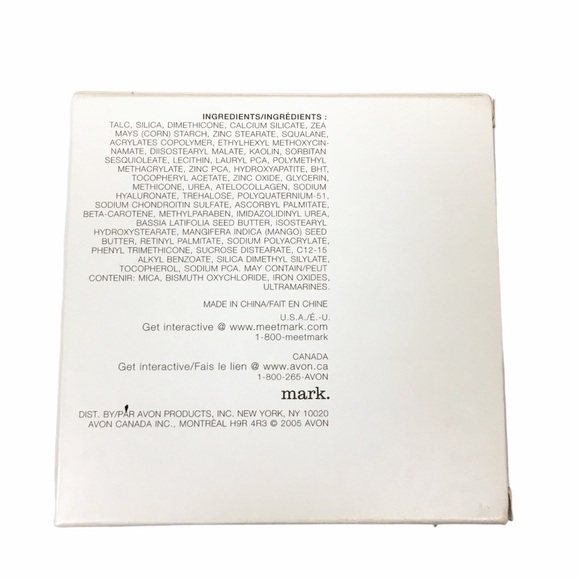 INGREDIENTS/INGRÉDIENTS :
TALC, SILICA, DIMETHICONE, CALCIUM SILICATE, ZEA
MAYS (CORN) STARCH, ZINC STEARATE, SQUALANE,
ACRYLATES COPOLYMER, ETHYLHEXYL METHOXYCIN-
NAMATE, DIISOSTEARYL MALATE, KAOLIN, SORBITAN
SESQUIOLEATE, LECITHIN, LAURYL PCA, POLYMETHYL
METHACRYLATE, ZINC PCA, HYDROXYAPATITE, BHT,
TOCOPHERYL ACETATE, ZINC OXIDE, GLYCERIN,
METHICONE, UREA, ATELOCOLLAGEN, SODIUM
HYALURONATE, TREHALOSE, POLYQUATERNIUM-51,
SODIUM CHONDROITIN SULFATE, ASCORBYL PALMITATE,
BETA-CAROTENE, METHYLPARABEN, IMIDAZOLIDINYL UREA,
BASSIA LATIFOLIA SEED BUTTER, ISOSTEARYL
HYDROXYSTEARATE, MANGIFERA INDICA (MANGO) SEED
BUTTER, RETINYL PALMITATE, SODIUM POLYACRYLATE,
PHENYL TRIMETHICONE, SUCROSE DISTEARATE, C12-15
ALKYL BENZOATE, SILICA DIMETHYL SILYLATE,
TOCOPHEROL, SODIUM PCA. MAY CONTAIN/PEUT
CONTENIR: MICA, BISMUTH OXYCHLORIDE, IRON OXIDES,
ULTRAMARINES.
MADE IN CHINA/FAIT EN CHINE
U.S.A./É.-U.
Get interactive @ www.meetmark.com
1-800-meetmark
CANADA
Get interactive/Fais le lien @ www.avon.ca
1-800-265-AVON
mark.
DIST. BY/PAR AVON PRODUCTS, INC. NEW YORK, NY 10020
AVON CANADA INC., MONTRÉAL H9R 4R3 © 2005 AVON